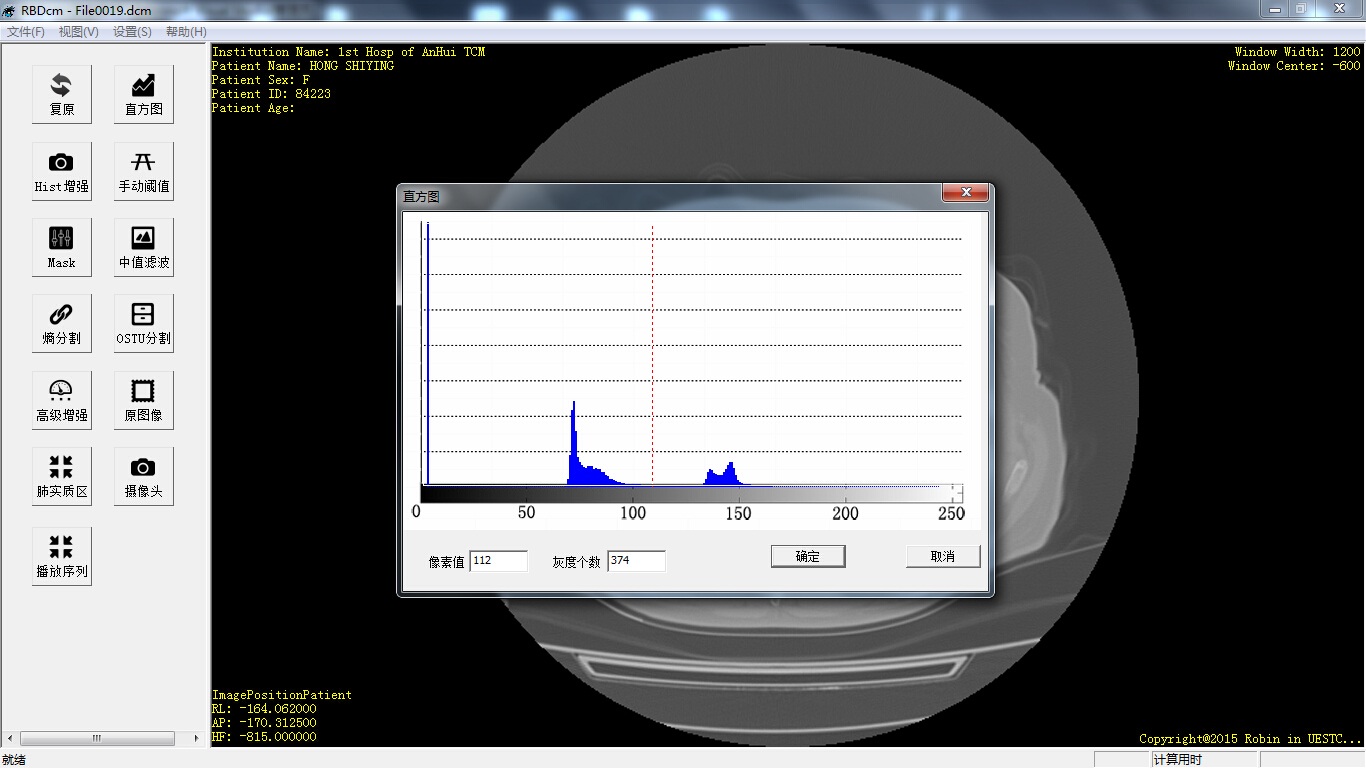 RBDcm - File0019.dcm
文件(F) 视图(V) 设置(S) 帮助(H)
复原
直方图
Hist增强
手动阈值
Mask
中值滤波
熵分割
OSTU分割
高级增强
原图像
肺实质区
摄像头
播放序列
Institution Name: 1st Hosp of AnHui TCM
Patient Name: HONG SHIYING
Patient Sex: F
Patient ID: 84223
Patient Age:
Window Width: 1200
Window Center: -600
直方图
0 50 100 150 200 250
像素值 112 灰度个数 374 确定 取消
ImagePositionPatient
RL: -164.062000
AP: -170.312500
HF: -815.000000
Copyright@2015 Robin in UESTC...
就绪
计算用时